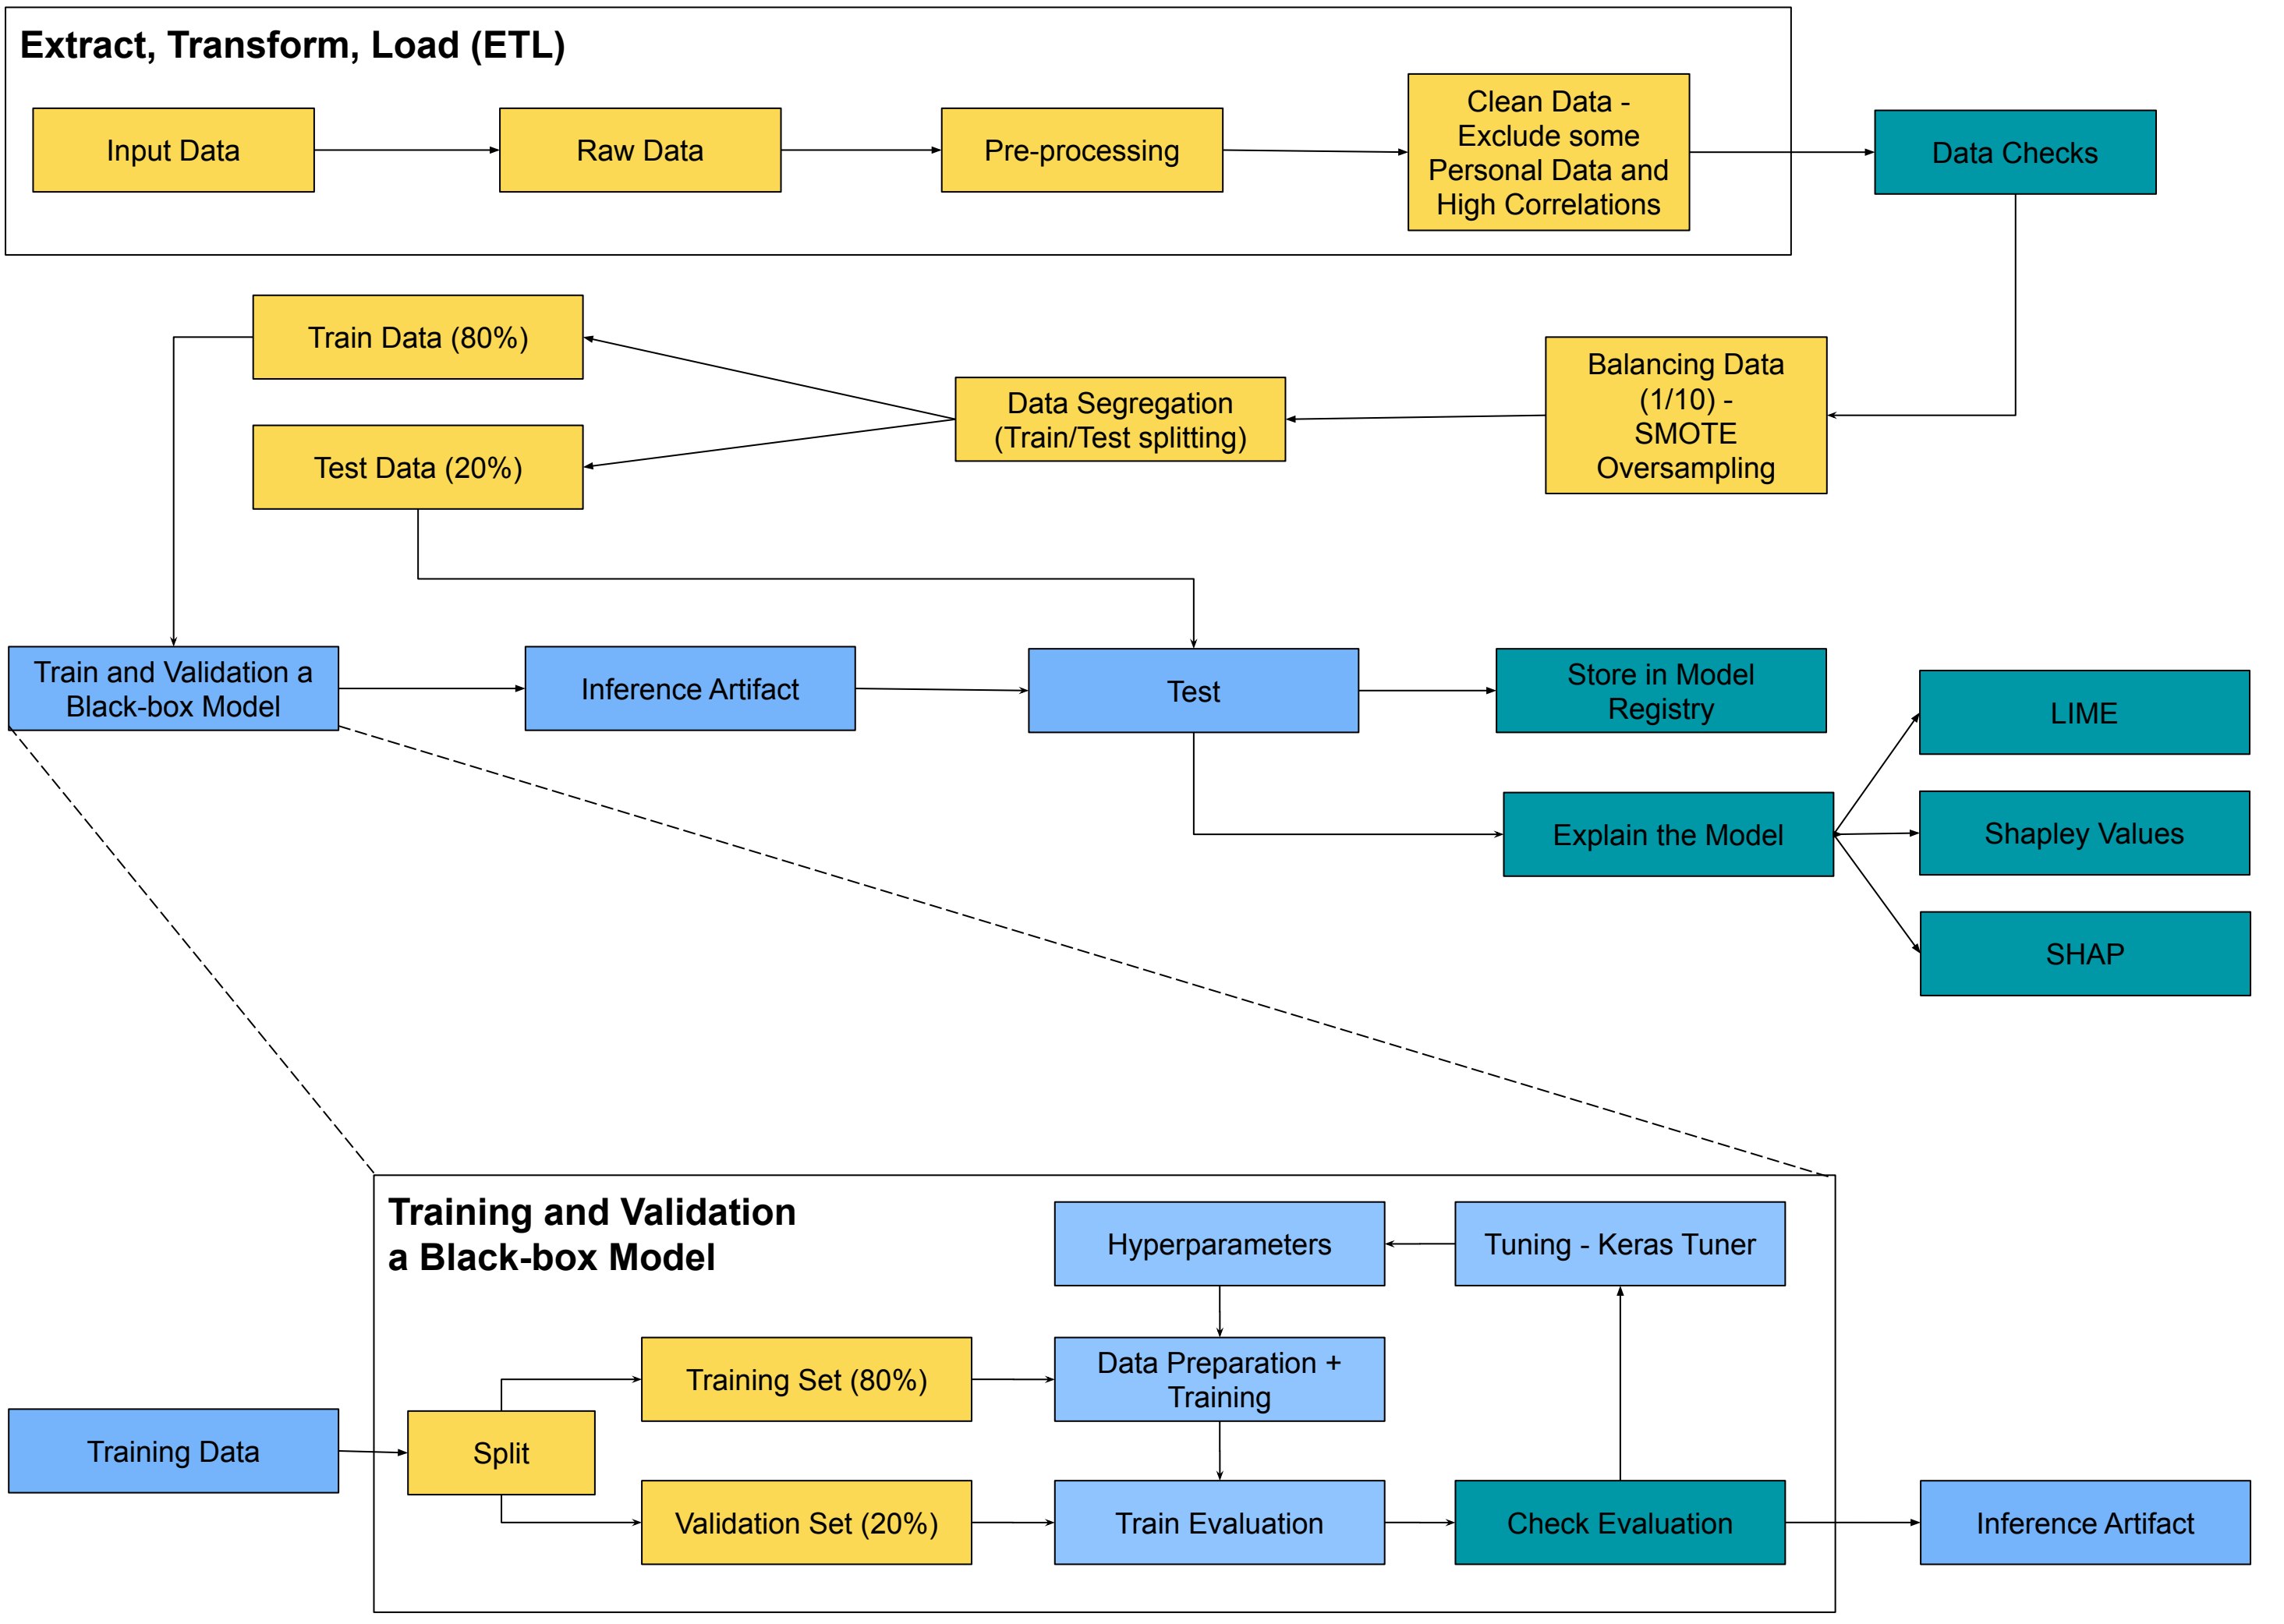 Extract, Transform, Load (ETL)
Input Data
Raw Data
Pre-processing
Clean Data -
Exclude some
Personal Data and
High Correlations
Data Checks
Train Data (80%)
Test Data (20%)
Data Segregation
(Train/Test splitting)
Balancing Data
(1/10) -
SMOTE
Oversampling
Train and Validation a
Black-box Model
Inference Artifact
Test
Store in Model
Registry
LIME
Explain the Model
Shapley Values
SHAP
Training and Validation
a Black-box Model
Hyperparameters
Tuning - Keras Tuner
Training Set (80%)
Data Preparation +
Training
Training Data
Split
Validation Set (20%)
Train Evaluation
Check Evaluation
Inference Artifact